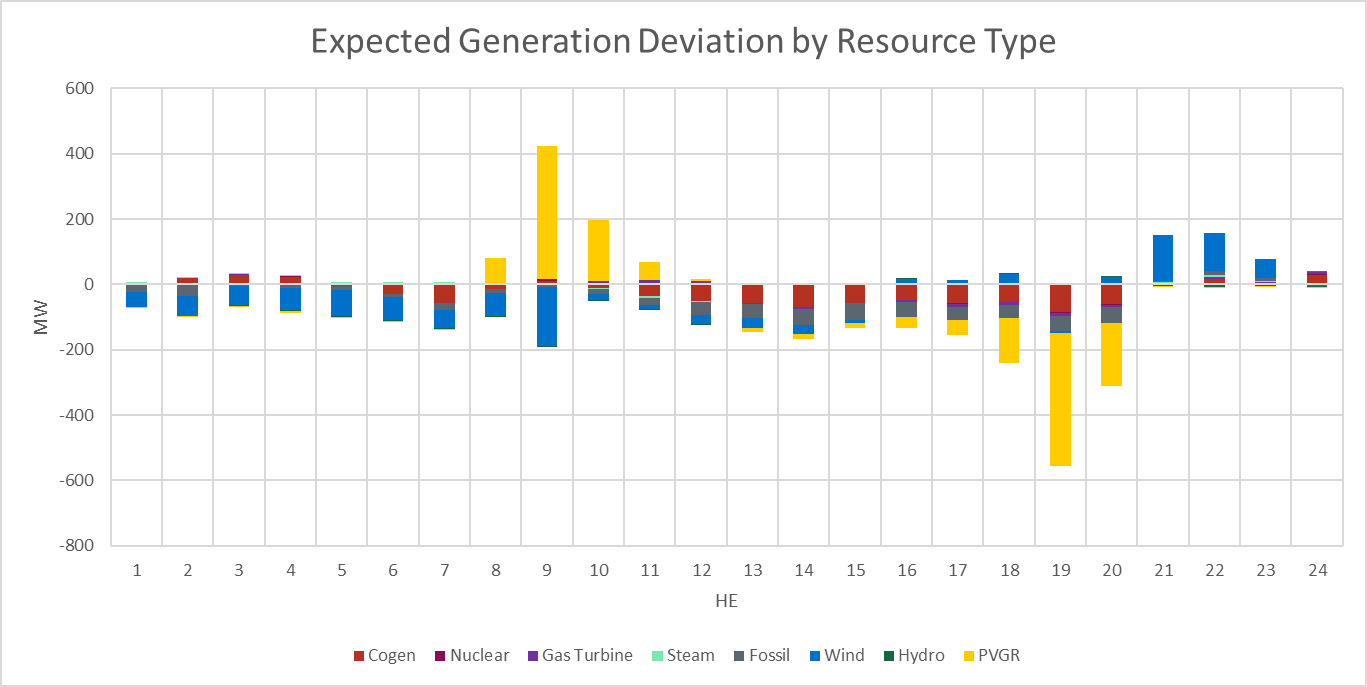 Expected Generation Deviation by Resource Type
600
400
200
0
-200
-400
-600
-800
MW
1 2 3 4 5 6 7 8 9 10 11 12 13 14 15 16 17 18 19 20 21 22 23 24
HE
Cogen Nuclear Gas Turbine Steam Fossil Wind Hydro PVGR